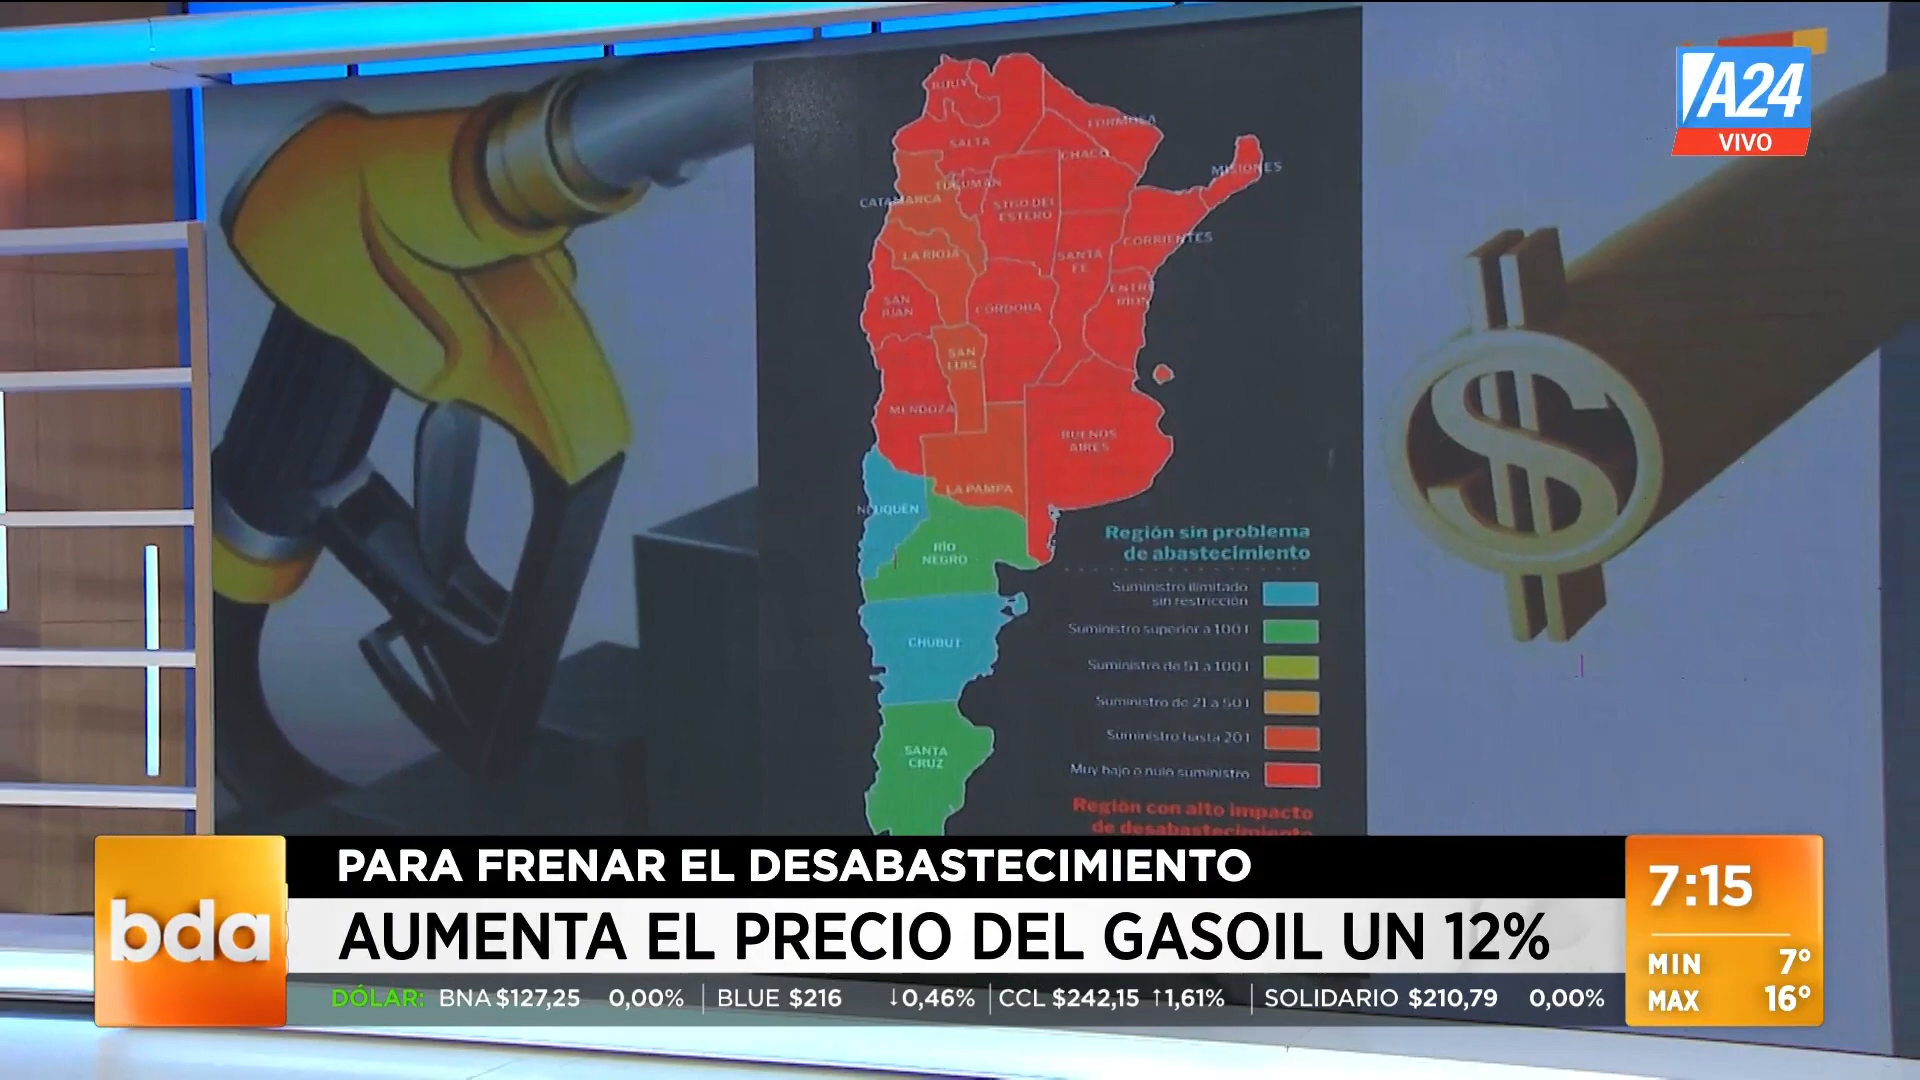 A24
VIVO
JUJUY
FORMOSA
SALTA
CHACO
MISIONES
TUCUMÁN
CATAMARCA
STGO DEL
ESTERO
CORRIENTES
LA RIOJA
SANTA
FE
ENTRE
RÍOS
SAN
JUAN
CÓRDOBA
SAN
LUIS
MENDOZA
BUENOS
AIRES
LA PAMPA
NEUQUÉN
RÍO
NEGRO
CHUBUT
SANTA
CRUZ
Región sin problema
de abastecimiento
Suministro ilimitado
sin restricción
Suministro superior a 100 l
Suministro de 51 a 100 l
Suministro de 21 a 50 l
Suministro hasta 20 l
Muy bajo o nulo suministro
Región con alto impacto
de desabastecimiento
$
bda
PARA FRENAR EL DESABASTECIMIENTO
AUMENTA EL PRECIO DEL GASOIL UN 12%
DÓLAR: BNA $127,25 0,00% BLUE $216 ↓0,46% CCL $242,15 ↑1,61% SOLIDARIO $210,79 0,00%
7:15
MIN 7°
MAX 16°